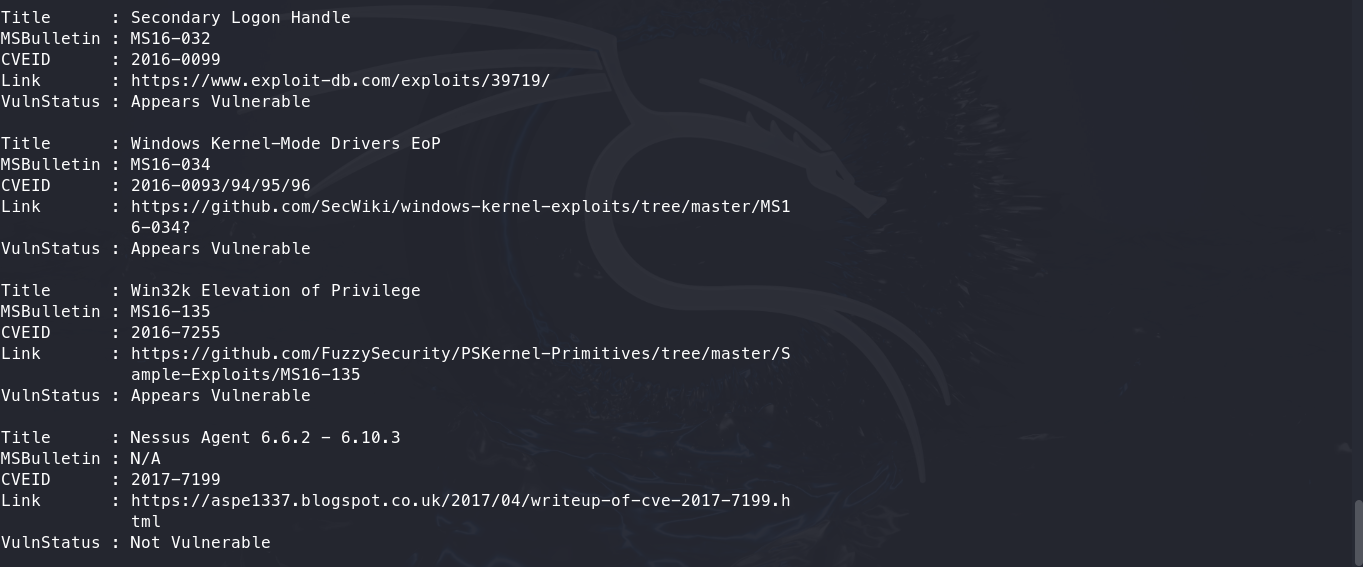 Title      : Secondary Logon Handle
MSBulletin : MS16-032
CVEID      : 2016-0099
Link       : https://www.exploit-db.com/exploits/39719/
VulnStatus : Appears Vulnerable
Title      : Windows Kernel-Mode Drivers EoP
MSBulletin : MS16-034
CVEID      : 2016-0093/94/95/96
Link       : https://github.com/SecWiki/windows-kernel-exploits/tree/master/MS1
             6-034?
VulnStatus : Appears Vulnerable
Title      : Win32k Elevation of Privilege
MSBulletin : MS16-135
CVEID      : 2016-7255
Link       : https://github.com/FuzzySecurity/PSKernel-Primitives/tree/master/S
             ample-Exploits/MS16-135
VulnStatus : Appears Vulnerable
Title      : Nessus Agent 6.6.2 - 6.10.3
MSBulletin : N/A
CVEID      : 2017-7199
Link       : https://aspe1337.blogspot.co.uk/2017/04/writeup-of-cve-2017-7199.h
             tml
VulnStatus : Not Vulnerable